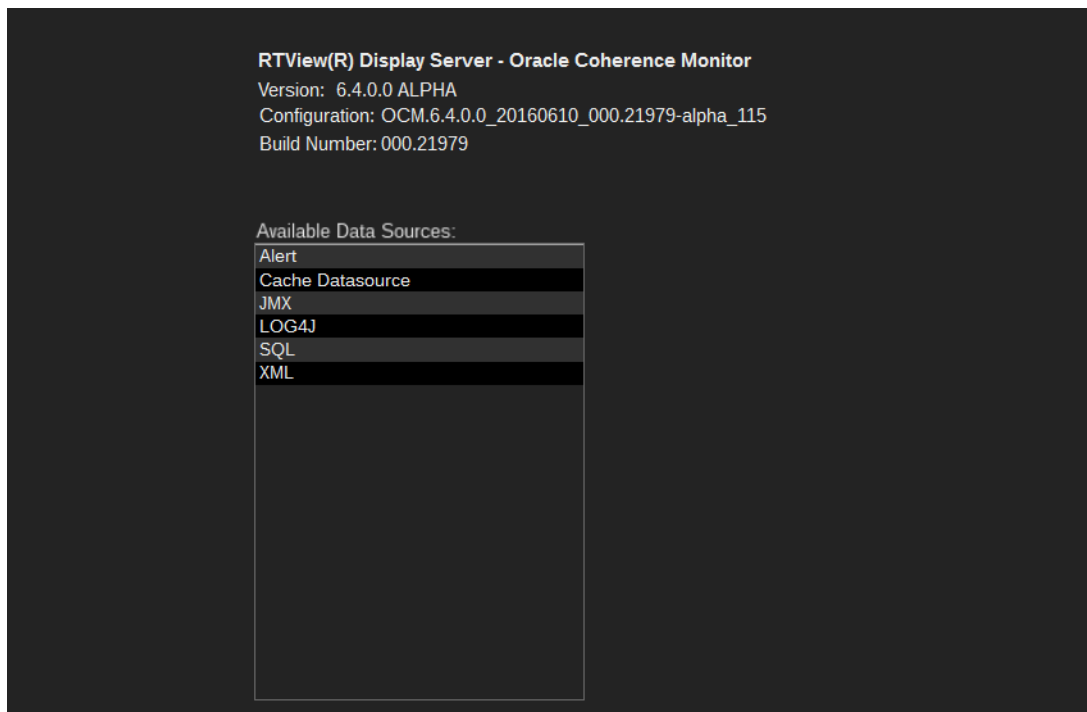 RTView(R) Display Server - Oracle Coherence Monitor
Version: 6.4.0.0 ALPHA
Configuration: OCM.6.4.0.0_20160610_000.21979-alpha_115
Build Number: 000.21979
Available Data Sources:
Alert
Cache Datasource
JMX
LOG4J
SQL
XML